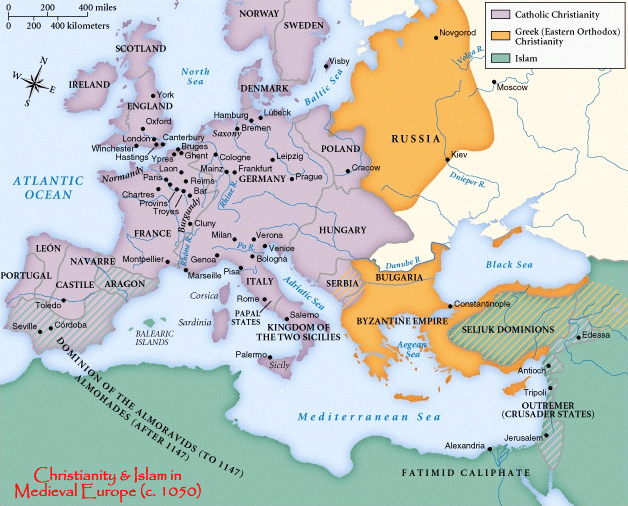 0 200 400 miles
0 100 200
N
W
E
S
Catholic Christianity
Greek (Eastern Orthodox)
Christianity
Islam
NORWAY
SWEDEN
Novgorod
Volga R.
Moscow
SCOTLAND
North
Sea
Visby
Baltic Sea
DENMARK
IRELAND
York
ENGLAND
Oxford
London
Canterbury
Winchester
Hastings
Bruges
Ypres
Ghent
Hamburg
Lübeck
Bremen
Saxony
RUSSIA
POLAND
Kiev
Dnieper R.
Cologne
Leipzig
Laon
Mainz
Frankfurt
Cracow
Normandy
Paris
Reims
GERMANY
Prague
Rhine R.
Chartres
Bar
Provins
Troyes
Burgundy
ATLANTIC
OCEAN
Cluny
FRANCE
HUNGARY
Milan
Verona
Venice
Po R.
Rhône R.
Genoa
Bologna
Danube R.
Black Sea
LEÓN
NAVARRE
Montpellier
Marseille
Pisa
ITALY
Adriatic Sea
SERBIA
BULGARIA
PORTUGAL
CASTILE
ARAGON
Corsica
Rome
PAPAL
STATES
Constantinople
Toledo
Sardinia
Salerno
KINGDOM OF
THE TWO SICILIES
BYZANTINE EMPIRE
SELJUK DOMINIONS
Edessa
Seville
Córdoba
BALEARIC
ISLANDS
Aegean
Sea
Palermo
Sicily
Antioch
Tripoli
DOMINION OF THE ALMORAVIDS (TO 1147)
ALMOHADES (AFTER 1147)
OUTREMER
(CRUSADER STATES)
Mediterranean Sea
Jerusalem
Alexandria
FATIMID CALIPHATE
Christianity & Islam in
Medieval Europe (c. 1050)